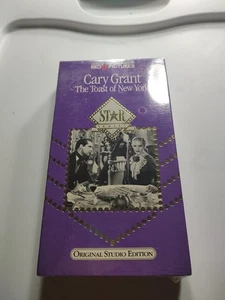 Cary Grant
The Toast of New York
STAR
ORIGINAL STUDIO EDITION